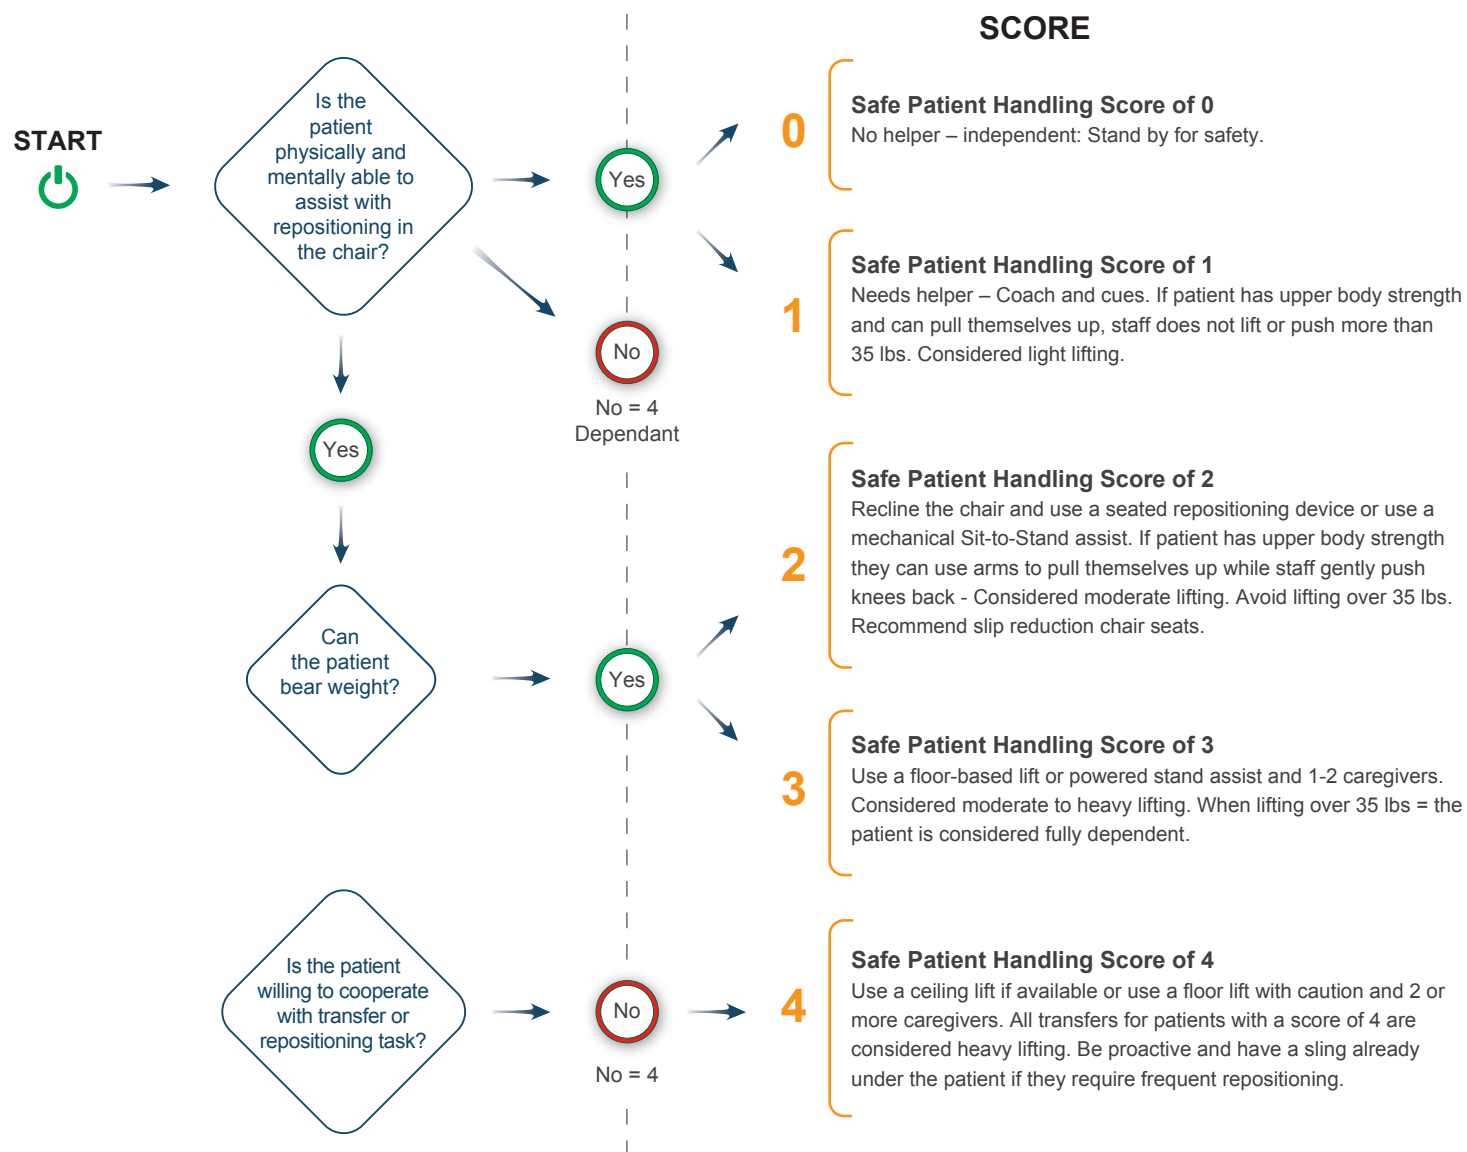 SCORE
START
Is the
patient
physically and
mentally able to
assist with
repositioning in
the chair?
Yes
No
No = 4
Dependant
Yes
Can
the patient
bear weight?
Yes
Is the patient
willing to cooperate
with transfer or
repositioning task?
No
No = 4
0
Safe Patient Handling Score of 0
No helper – independent: Stand by for safety.
1
Safe Patient Handling Score of 1
Needs helper – Coach and cues. If patient has upper body strength
and can pull themselves up, staff does not lift or push more than
35 lbs. Considered light lifting.
2
Safe Patient Handling Score of 2
Recline the chair and use a seated repositioning device or use a
mechanical Sit-to-Stand assist. If patient has upper body strength
they can use arms to pull themselves up while staff gently push
knees back - Considered moderate lifting. Avoid lifting over 35 lbs.
Recommend slip reduction chair seats.
3
Safe Patient Handling Score of 3
Use a floor-based lift or powered stand assist and 1-2 caregivers.
Considered moderate to heavy lifting. When lifting over 35 lbs = the
patient is considered fully dependent.
4
Safe Patient Handling Score of 4
Use a ceiling lift if available or use a floor lift with caution and 2 or
more caregivers. All transfers for patients with a score of 4 are
considered heavy lifting. Be proactive and have a sling already
under the patient if they require frequent repositioning.